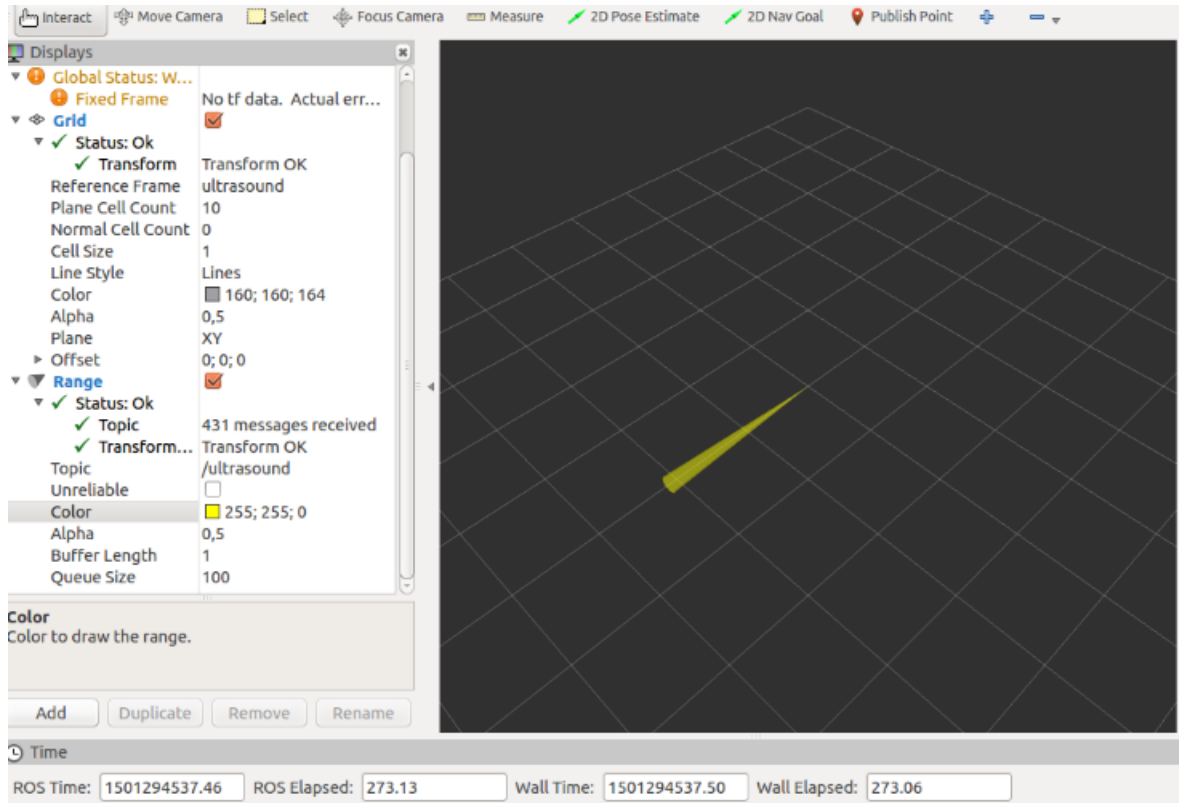 Interact Move Camera Select Focus Camera Measure 2D Pose Estimate 2D Nav Goal Publish Point
Displays
Global Status: W...
Fixed Frame No tf data. Actual err...
Grid
Status: Ok
Transform Transform OK
Reference Frame ultrasound
Plane Cell Count 10
Normal Cell Count 0
Cell Size 1
Line Style Lines
Color 160; 160; 164
Alpha 0,5
Plane XY
Offset 0; 0; 0
Range
Status: Ok
Topic 431 messages received
Transform... Transform OK
Topic /ultrasound
Unreliable
Color 255; 255; 0
Alpha 0,5
Buffer Length 1
Queue Size 100
Color
Color to draw the range.
Add Duplicate Remove Rename
Time
ROS Time: 1501294537.46 ROS Elapsed: 273.13 Wall Time: 1501294537.50 Wall Elapsed: 273.06